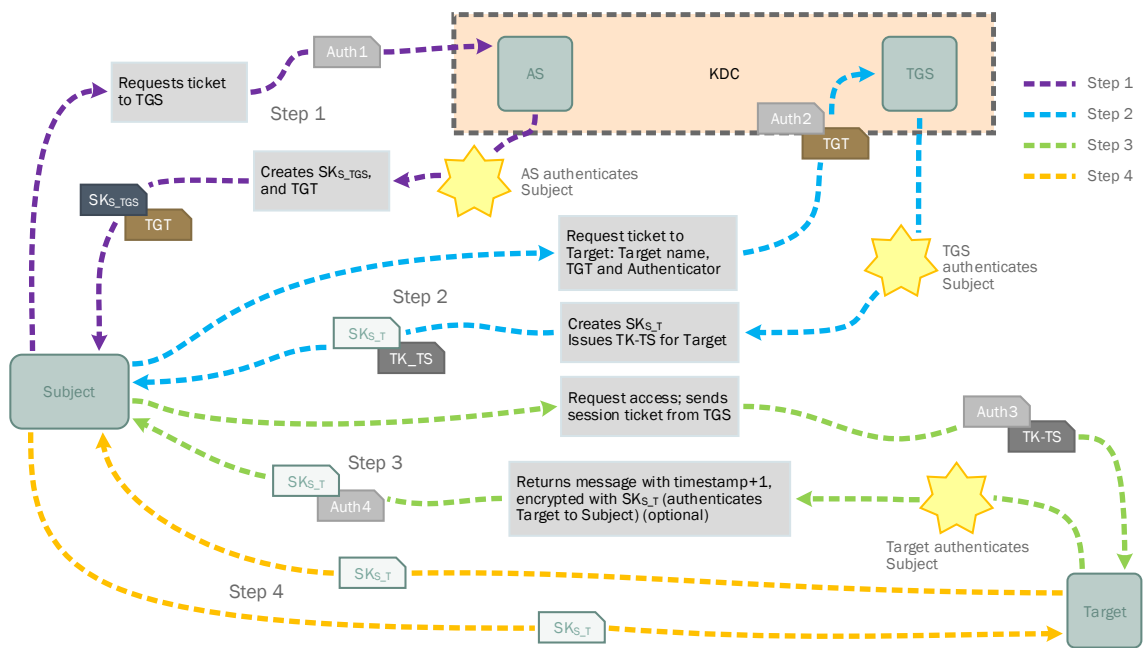 Auth1
AS
KDC
TGS
Step 1
Requests ticket
to TGS
Step 1
Step 2
Auth2
TGT
Step 3
Step 4
Creates SKS_TGS,
and TGT
AS authenticates
Subject
SKS_TGS
TGT
Request ticket to
Target: Target name,
TGT and Authenticator
TGS
authenticates
Subject
Step 2
SKS_T
TK_TS
Creates SKS_T
Issues TK-TS for Target
Subject
Request access; sends
session ticket from TGS
Auth3
TK-TS
Step 3
SKS_T
Auth4
Returns message with timestamp+1,
encrypted with SKS_T (authenticates
Target to Subject) (optional)
Target authenticates
Subject
SKS_T
Step 4
SKS_T
Target